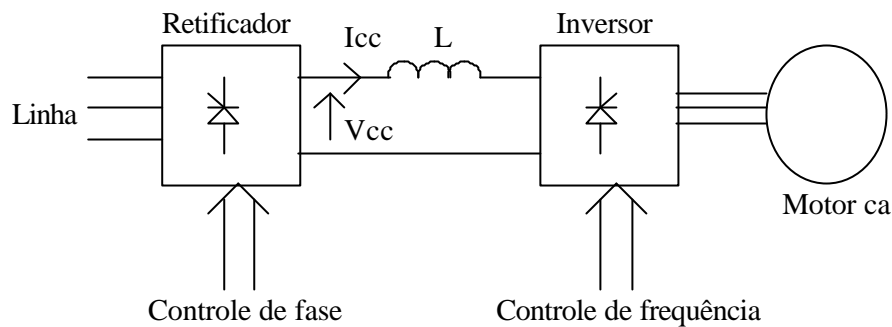 Retificador
Icc
L
Inversor
Linha
Vcc
Motor ca
Controle de fase
Controle de frequência